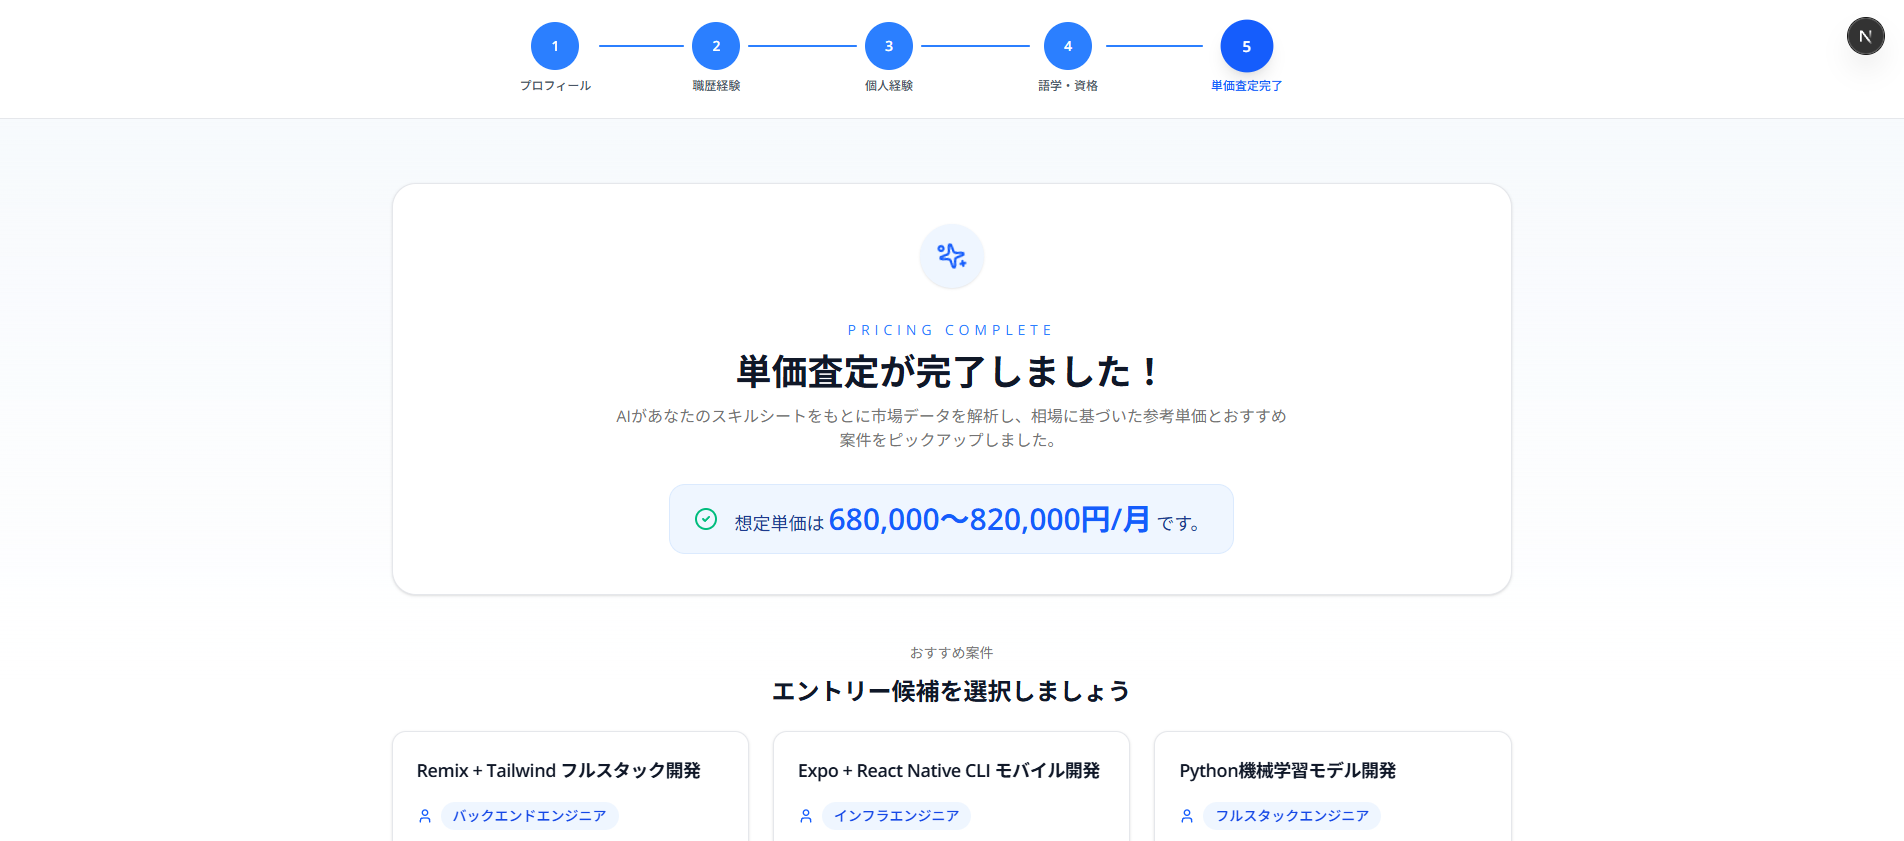 1
2
3
4
5
プロフィール
職歴経験
個人経験
語学・資格
単価査定完了
N
PRICING COMPLETE
単価査定が完了しました！
AIがあなたのスキルシートをもとに市場データを解析し、相場に基づいた参考単価とおすすめ
案件をピックアップしました。
想定単価は 680,000〜820,000円/月 です。
おすすめ案件
エントリー候補を選択しましょう
Remix + Tailwind フルスタック開発
バックエンドエンジニア
Expo + React Native CLI モバイル開発
インフラエンジニア
Python機械学習モデル開発
フルスタックエンジニア